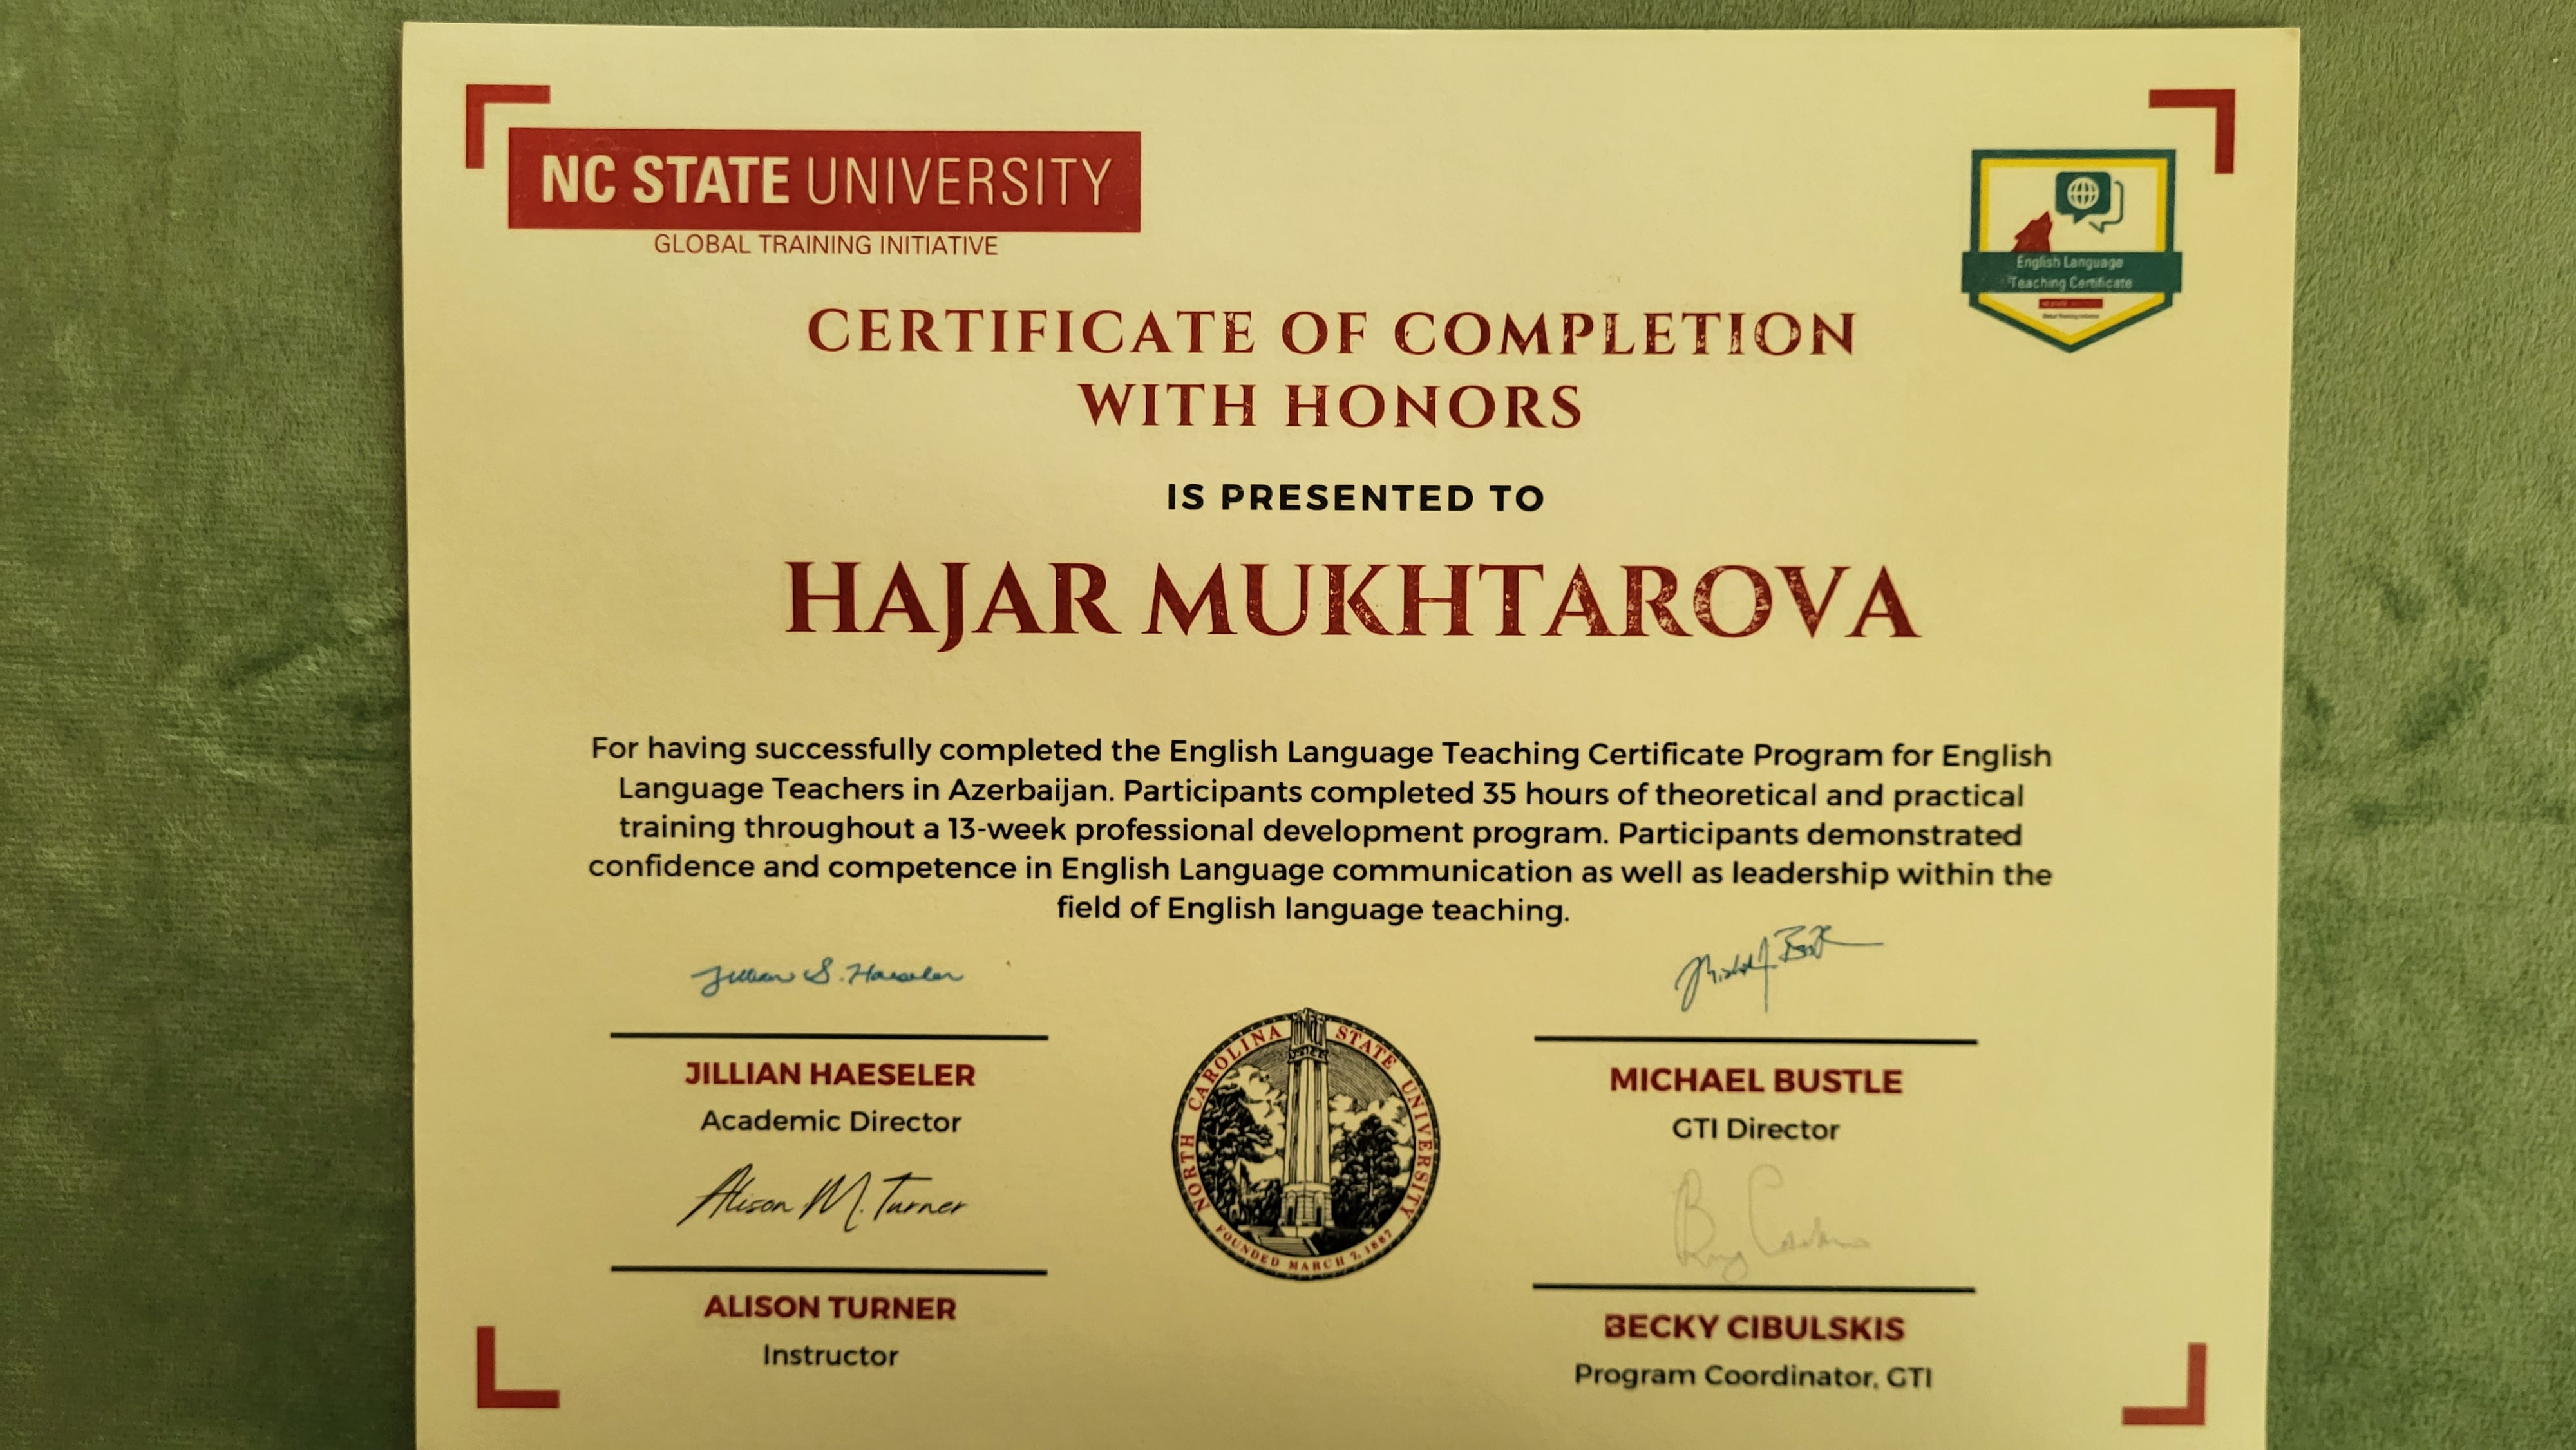 NC STATE UNIVERSITY
GLOBAL TRAINING INITIATIVE
English Language
Teaching Certificate
CERTIFICATE OF COMPLETION
WITH HONORS
IS PRESENTED TO
HAJAR MUKHTAROVA
For having successfully completed the English Language Teaching Certificate Program for English
Language Teachers in Azerbaijan. Participants completed 35 hours of theoretical and practical
training throughout a 13-week professional development program. Participants demonstrated
confidence and competence in English Language communication as well as leadership within the
field of English language teaching.
Jillian S. Haeseler
JILLIAN HAESELER
Academic Director
Alison M. Turner
ALISON TURNER
Instructor
NORTH CAROLINA STATE UNIVERSITY
FOUNDED MARCH 7, 1887
MICHAEL BUSTLE
GTI Director
BECKY CIBULSKIS
Program Coordinator, GTI